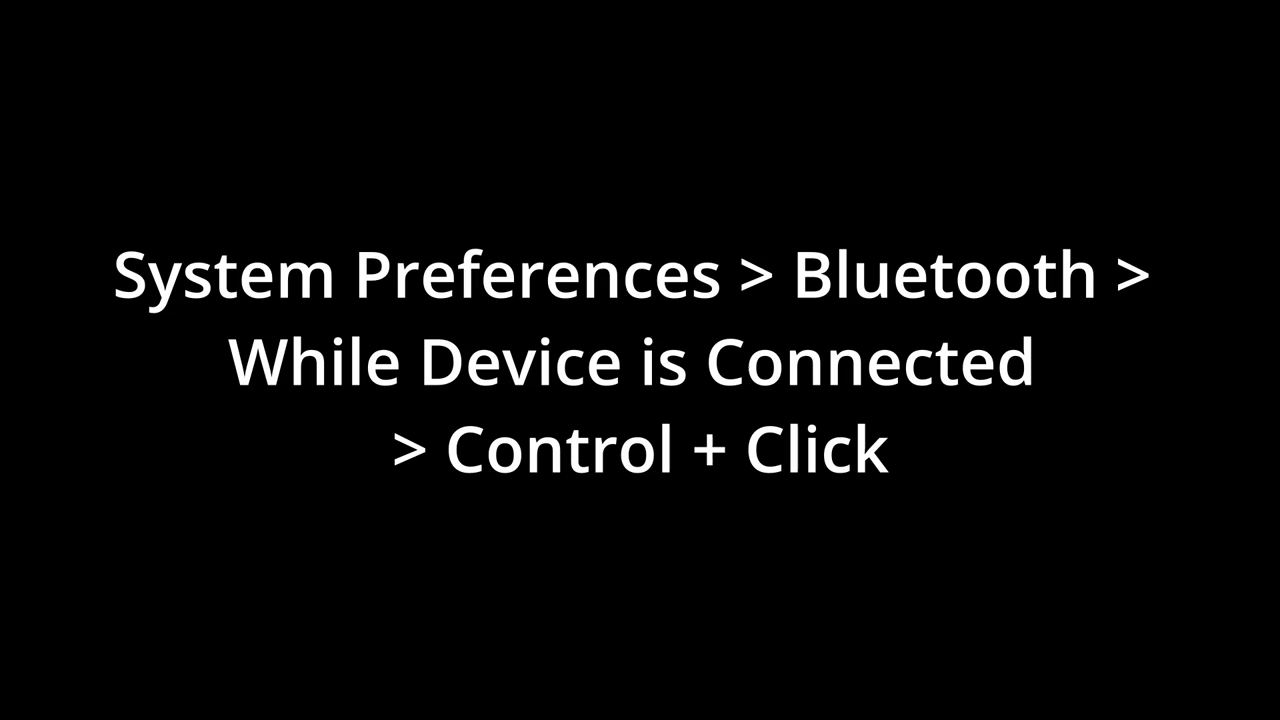 System Preferences > Bluetooth >
While Device is Connected
> Control + Click